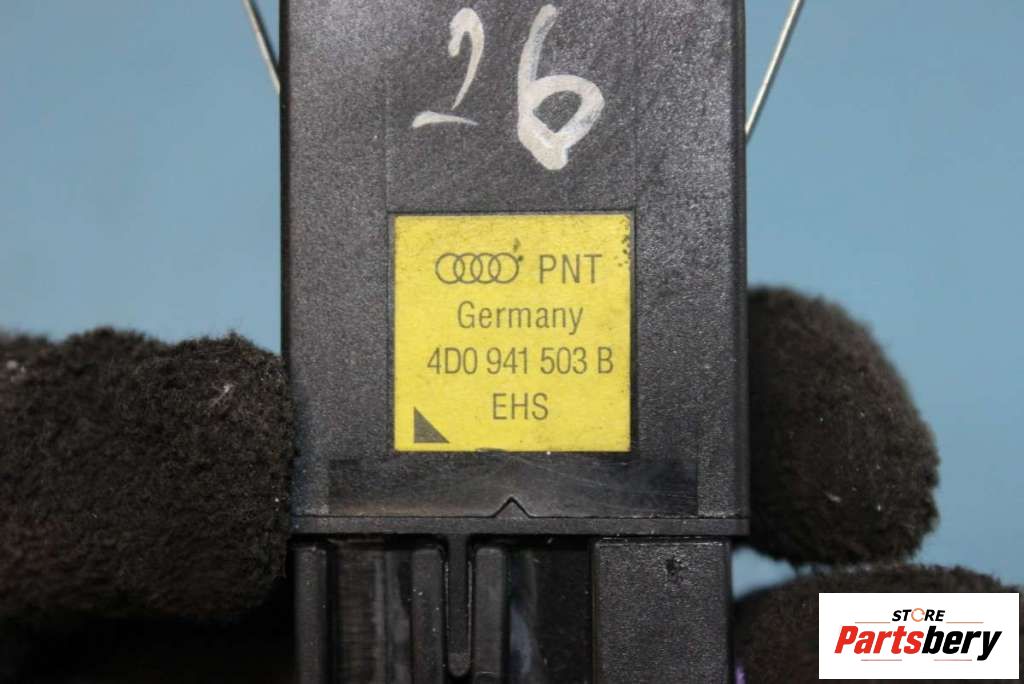 26
PNT
Germany
4D0 941 503 B
EHS
STORE
Partsbery